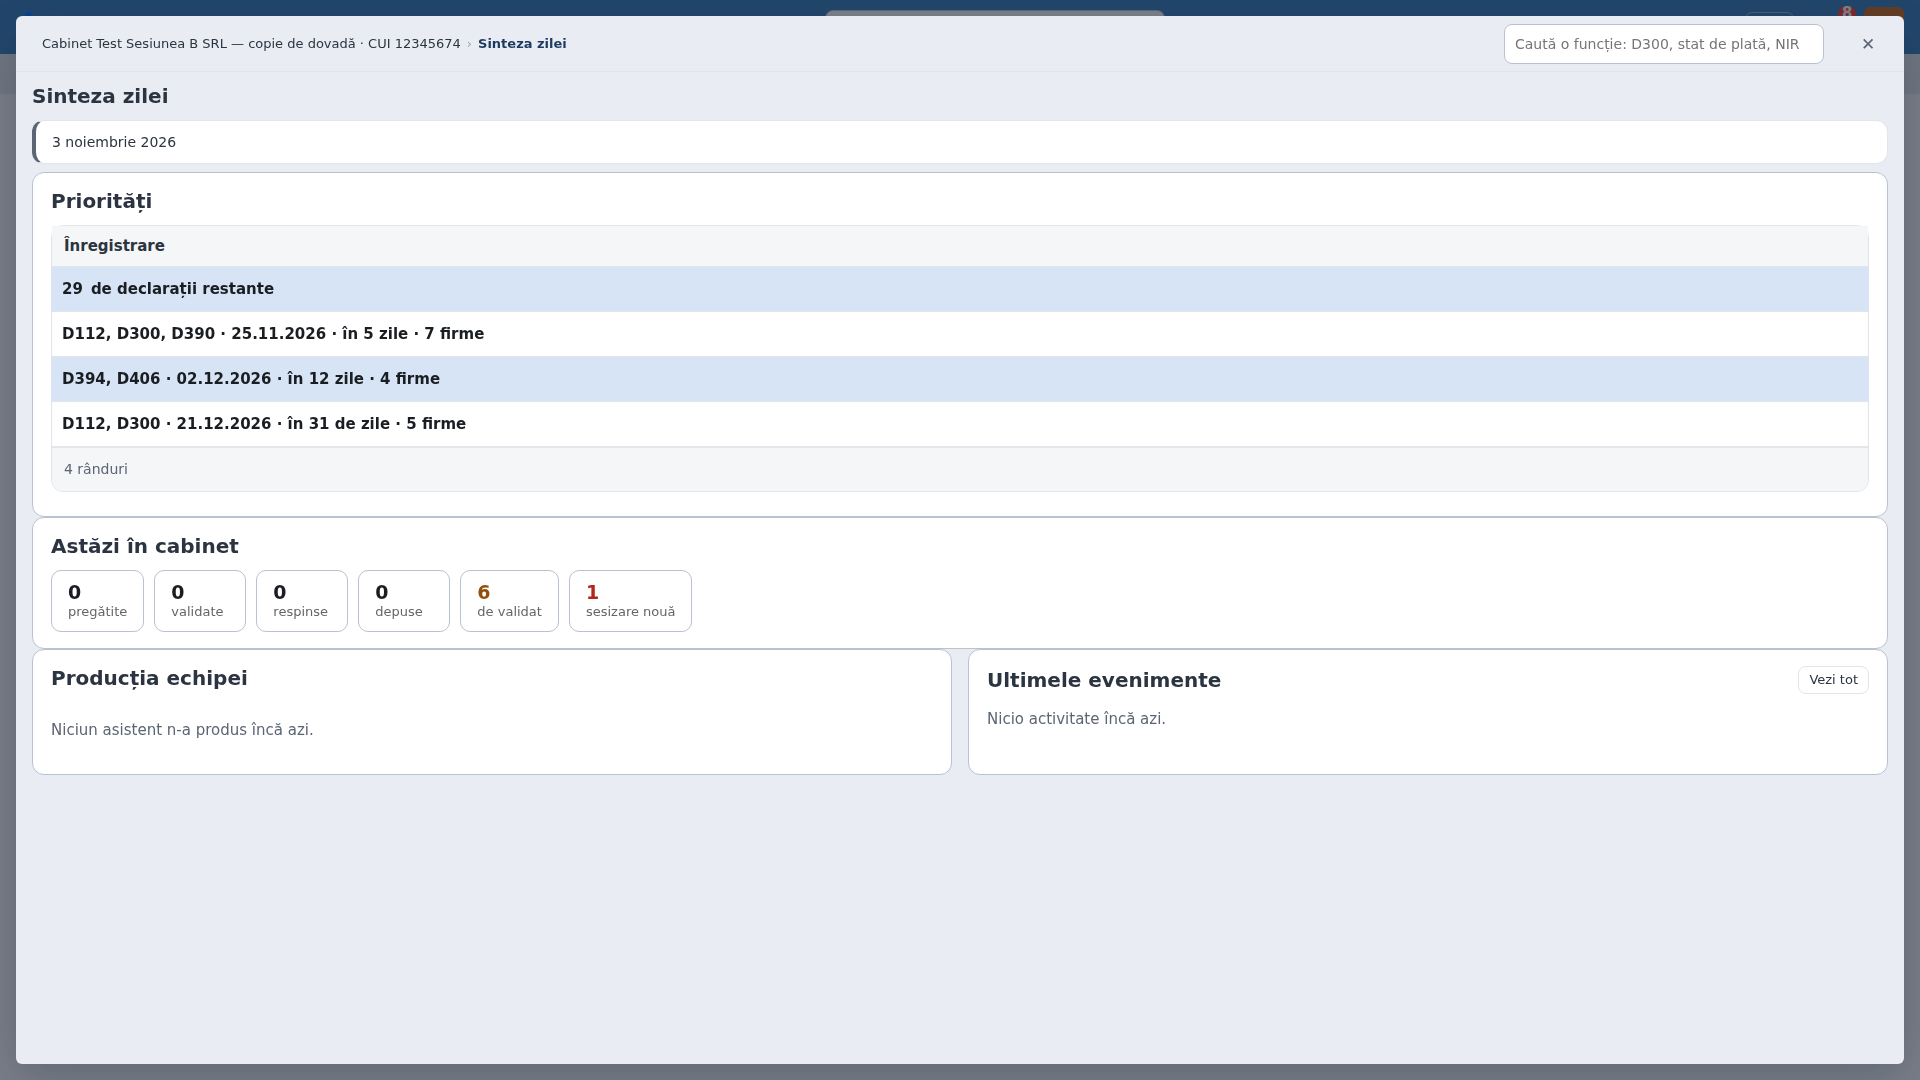 8
Cabinet Test Sesiunea B SRL — copie de dovadă · CUI 12345674 › Sinteza zilei
Caută o funcție: D300, stat de plată, NIR
✕
Sinteza zilei
3 noiembrie 2026
Priorități
Înregistrare
29 de declarații restante
D112, D300, D390 · 25.11.2026 · în 5 zile · 7 firme
D394, D406 · 02.12.2026 · în 12 zile · 4 firme
D112, D300 · 21.12.2026 · în 31 de zile · 5 firme
4 rânduri
Astăzi în cabinet
0 0 0 0 6 1
pregătite validate respinse depuse de validat sesizare nouă
Producția echipei
Niciun asistent n-a produs încă azi.
Ultimele evenimente
Vezi tot
Nicio activitate încă azi.